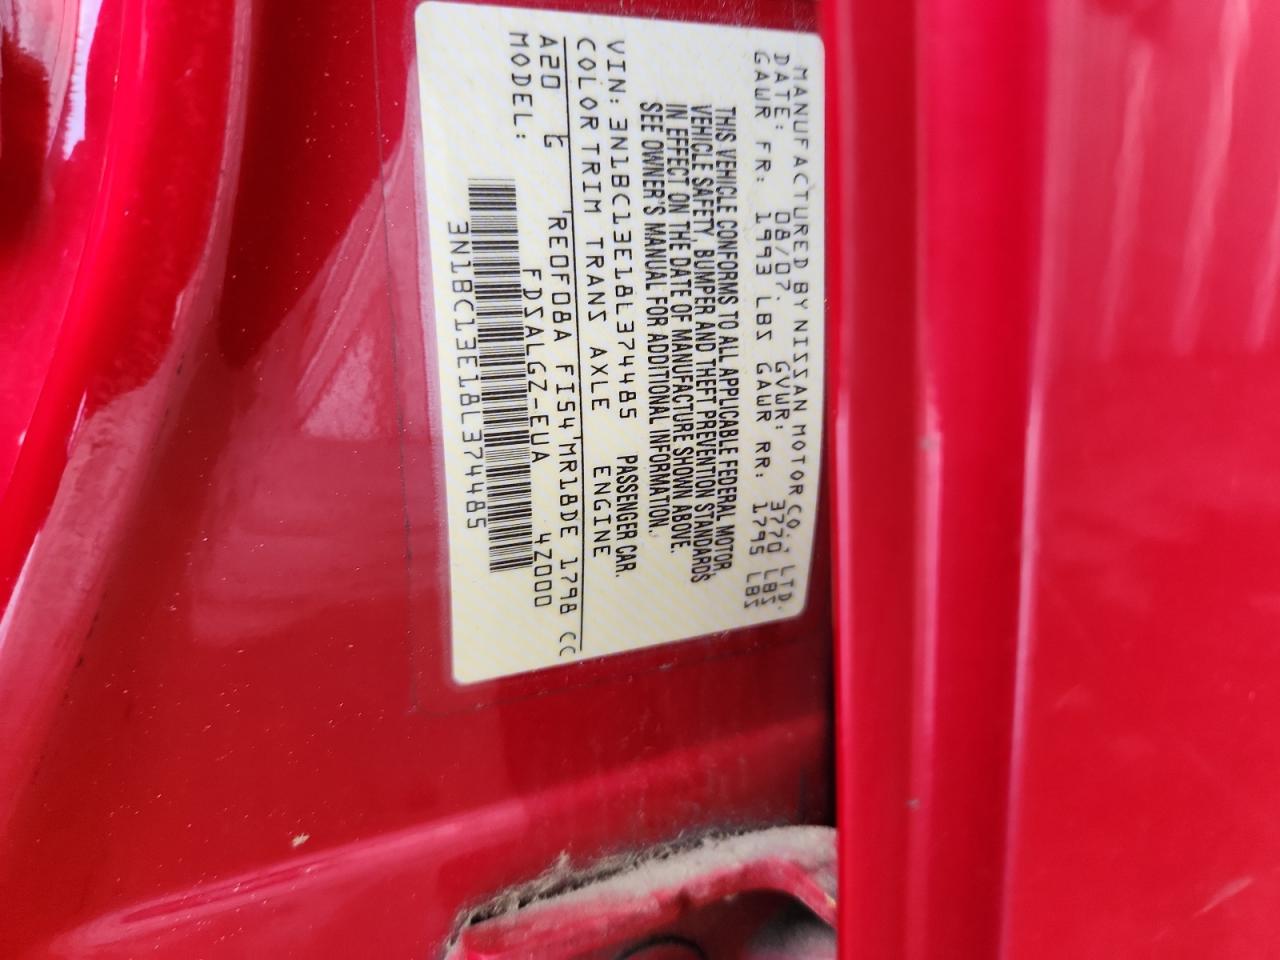 MANUFACTURED BY NISSAN MOTOR CO., LTD.
DATE: 08/07. GVWR: 3770 LBS
GAWR FR: 1993 LBS GAWR RR: 1795 LBS
THIS VEHICLE CONFORMS TO ALL APPLICABLE FEDERAL MOTOR
VEHICLE SAFETY, BUMPER AND THEFT PREVENTION STANDARDS
IN EFFECT ON THE DATE OF MANUFACTURE SHOWN ABOVE.
SEE OWNER'S MANUAL FOR ADDITIONAL INFORMATION.
VIN: 3N1BC13E18L374485 PASSENGER CAR.
COLOR TRIM TRANS AXLE ENGINE
A20 G RE0F08A FI54 MR18DE 1798 CC
MODEL: FDSALGZ-EUA 4Z000
3N1BC13E18L374485